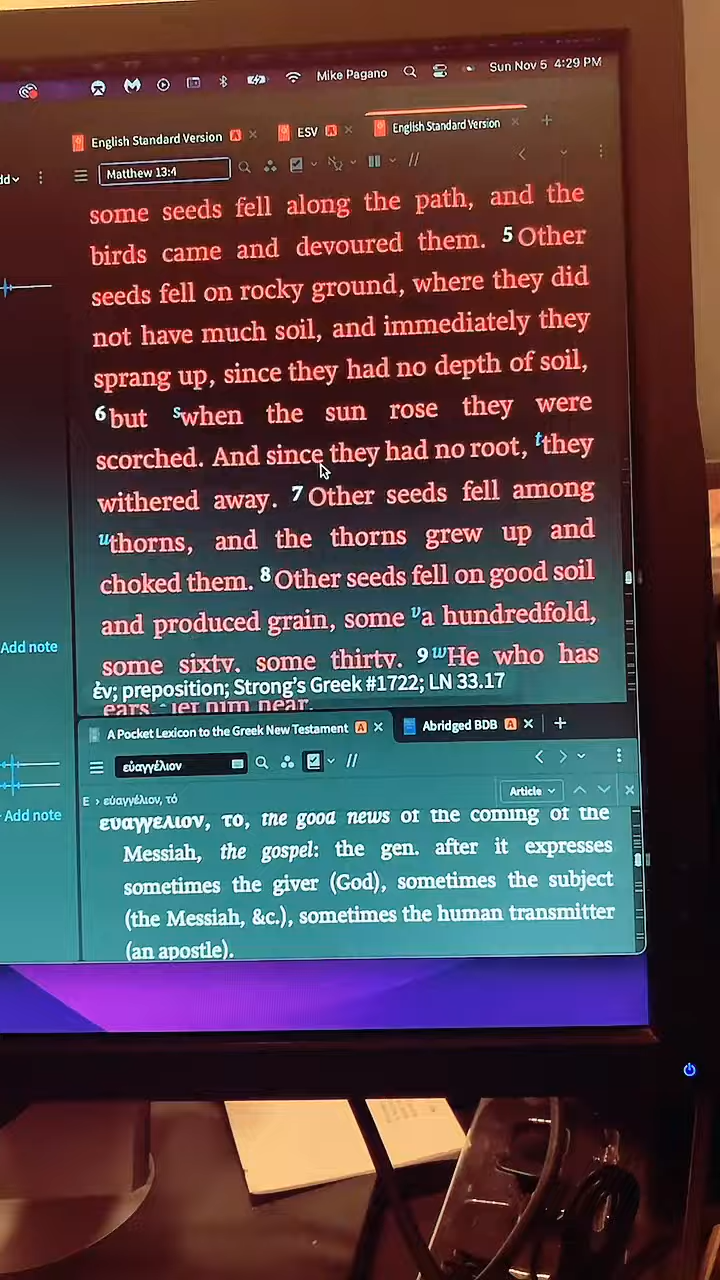 Mike Pagano Sun Nov 5 4:29 PM
English Standard Version A × ESV A × English Standard Version × +
Matthew 13:4 //
some seeds fell along the path, and the
birds came and devoured them. 5 Other
seeds fell on rocky ground, where they did
not have much soil, and immediately they
sprang up, since they had no depth of soil,
6 but s when the sun rose they were
scorched. And since they had no root, t they
withered away. 7 Other seeds fell among
u thorns, and the thorns grew up and
choked them. 8 Other seeds fell on good soil
and produced grain, some v a hundredfold,
Add note
some sixty, some thirty. 9 w He who has
ἐν; preposition; Strong's Greek #1722; LN 33.17
ears, let him hear.
A Pocket Lexicon to the Greek New Testament A × Abridged BDB A × +
εὐαγγέλιον //
E › εὐαγγέλιον, τό Article
Add note
εὐαγγέλιον, τό, the good news of the coming of the
Messiah, the gospel: the gen. after it expresses
sometimes the giver (God), sometimes the subject
(the Messiah, &c.), sometimes the human transmitter
(an apostle).